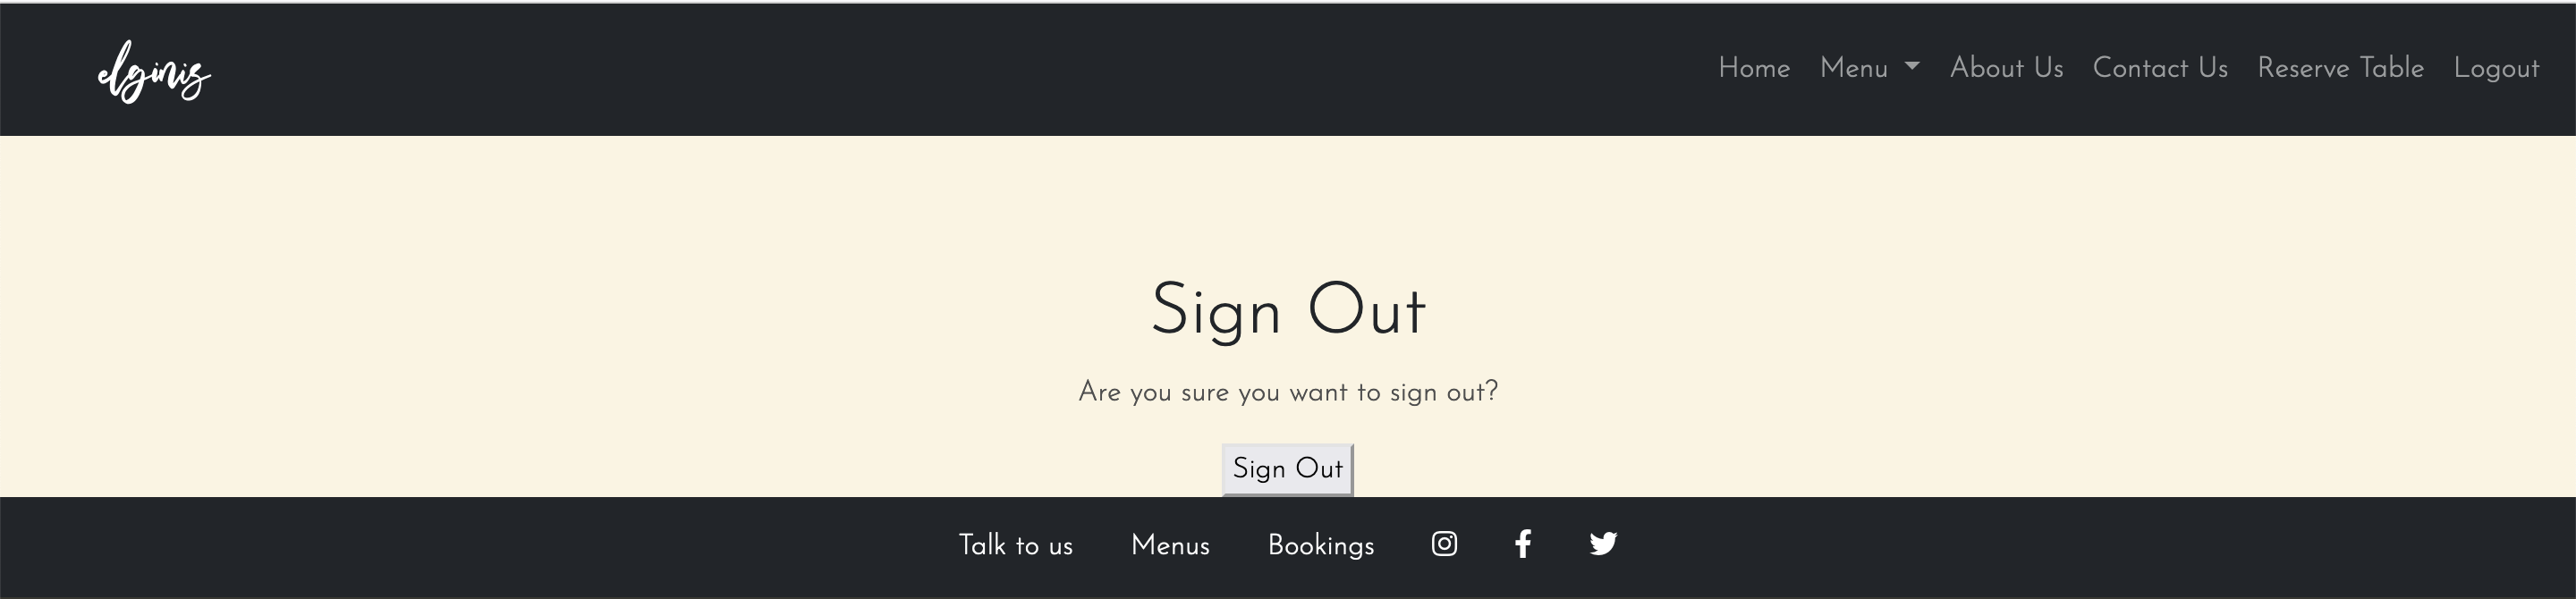 elginis
Home Menu About Us Contact Us Reserve Table Logout
Sign Out
Are you sure you want to sign out?
Sign Out
Talk to us Menus Bookings